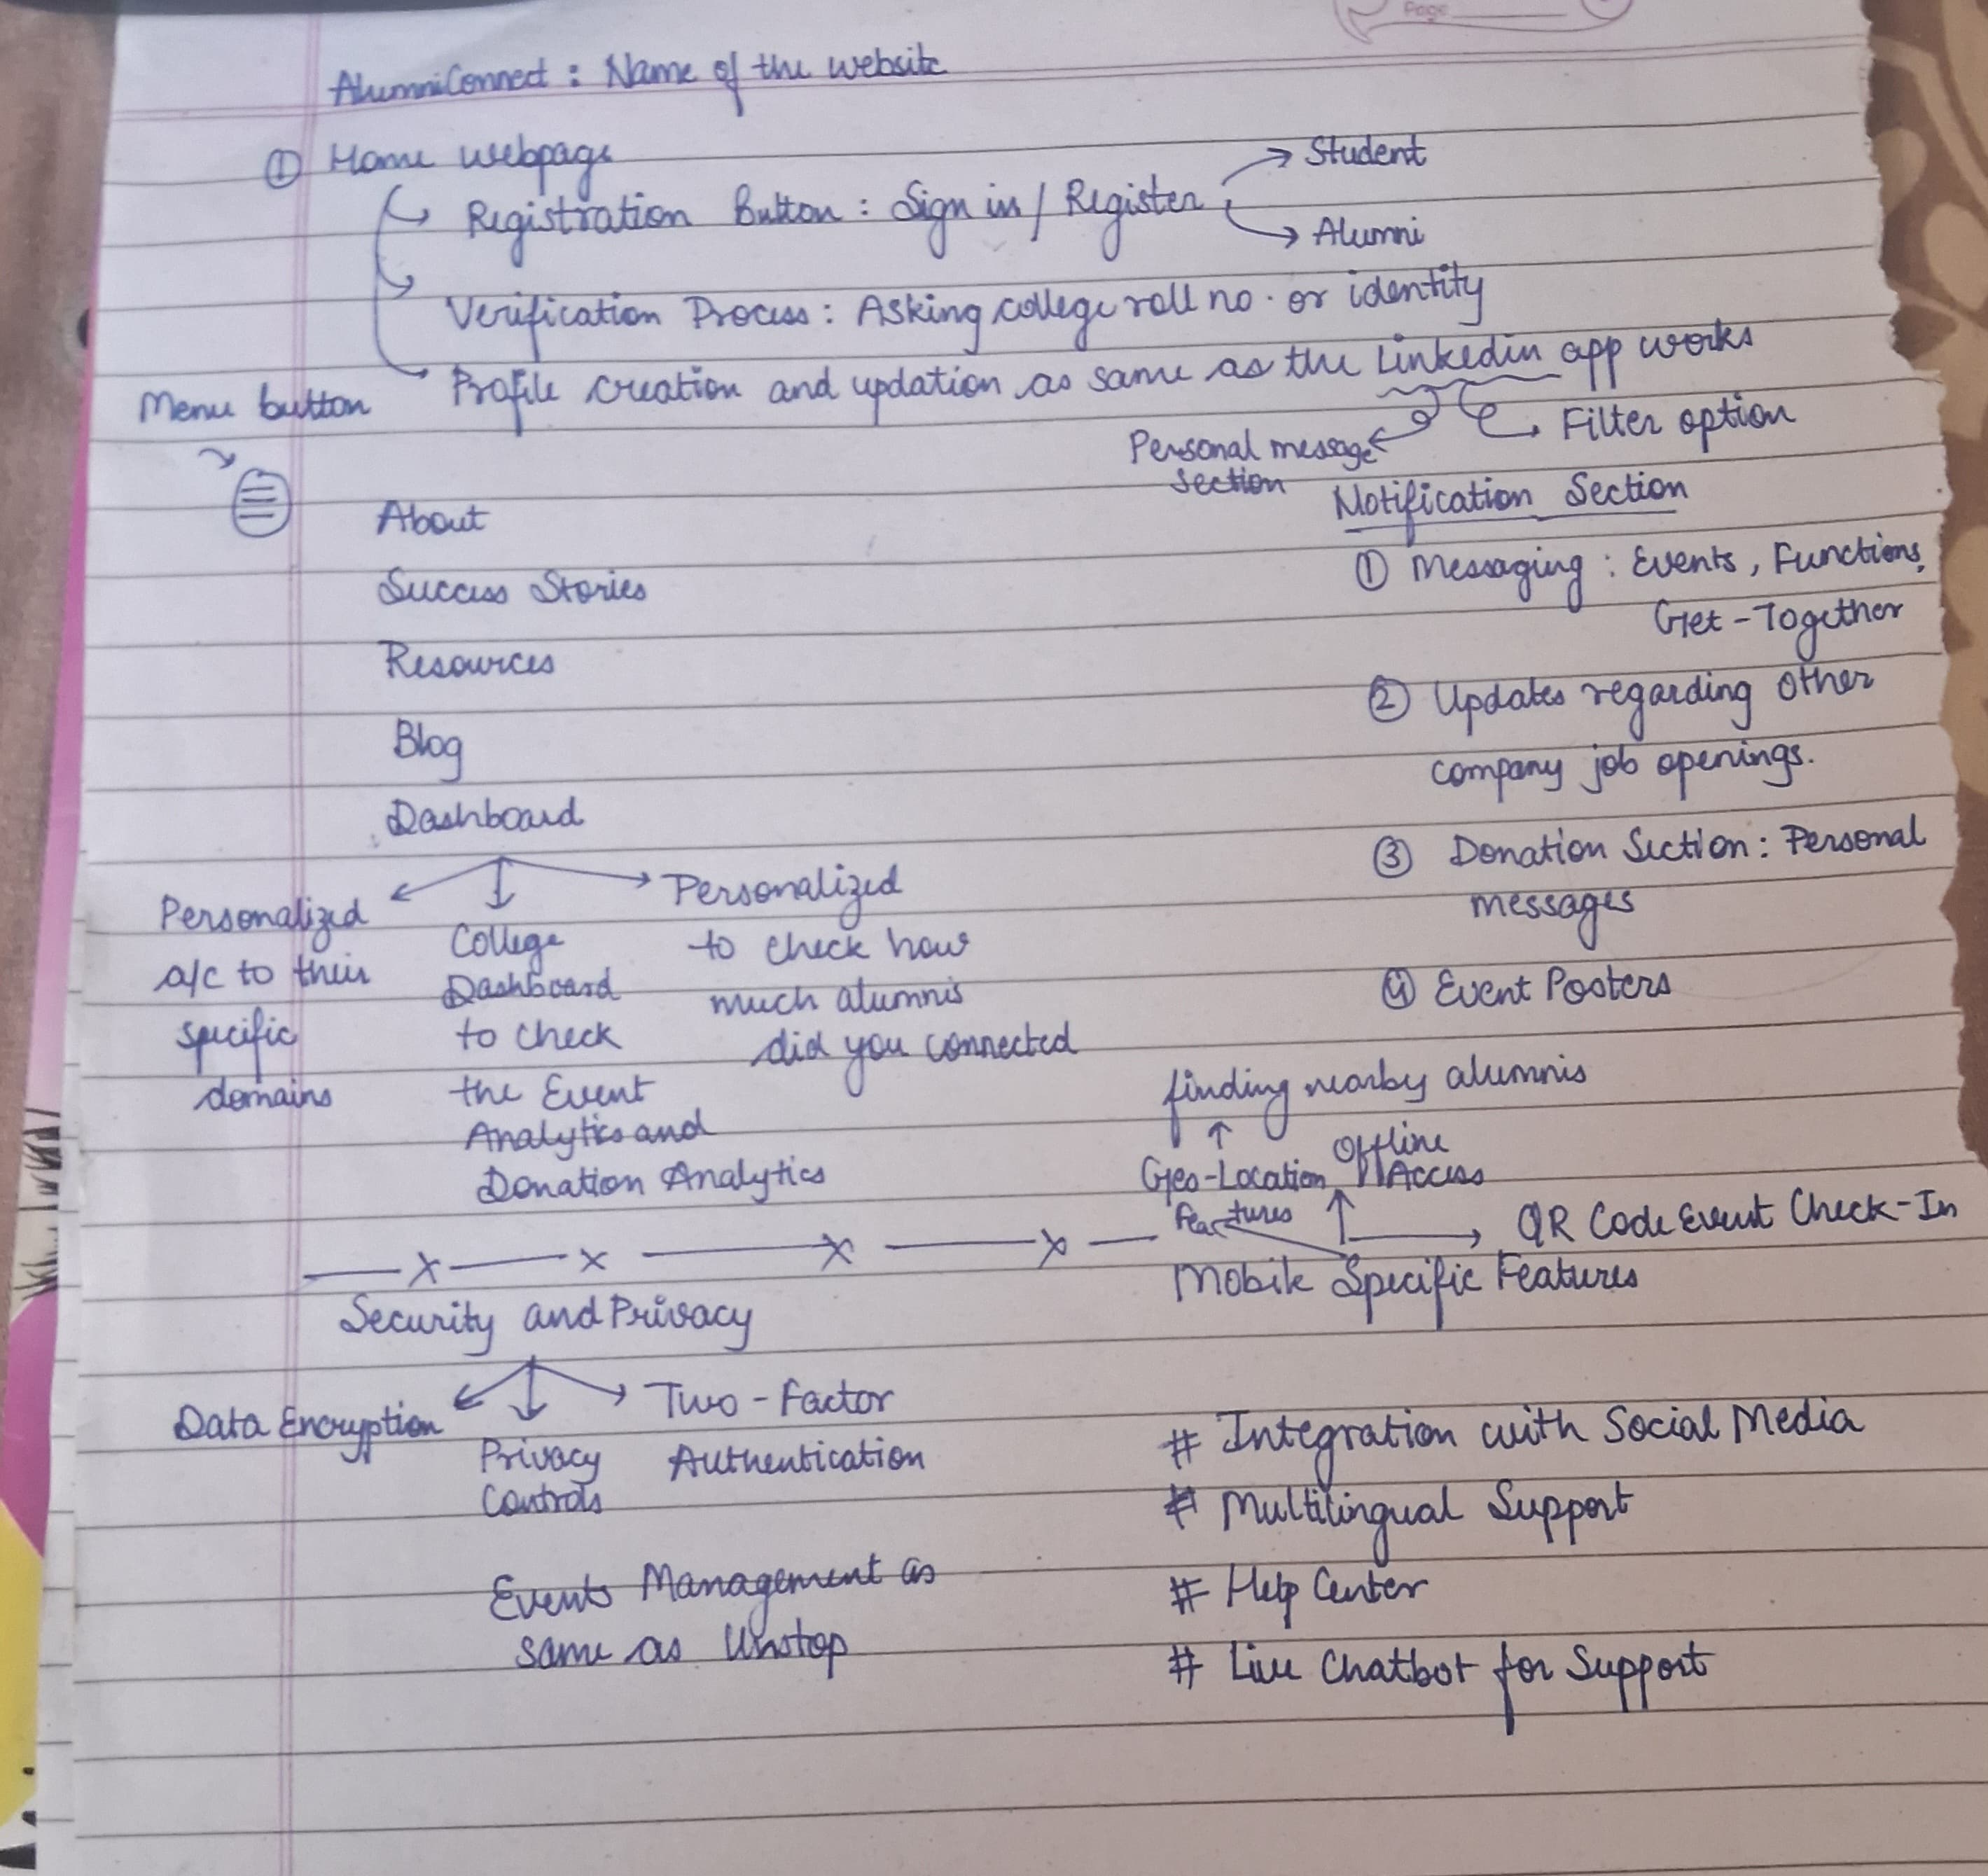 Page
AlumniConnect : Name of the website
① Home webpage
Registration Button : Sign in / Register
Student
Alumni
Verification Process : Asking college roll no. or identity
Profile creation and updation as same as the Linkedin app works
Personal message
section
Filter option
Menu button
About
Success Stories
Resources
Blog
Dashboard
Personalized
a/c to their
specific
domains
College
Dashboard
to check
the Event
Analytics and
Donation Analytics
Personalized
to check how
much alumnis
did you connected
Notification Section
① Messaging : Events, Functions,
Get-Together
② Updates regarding other
company job openings.
③ Donation Section : Personal
messages
④ Event Posters
finding nearby alumnis
Geo-Location
Features
Offline
Access
QR Code Event Check-In
Mobile Specific Features
Security and Privacy
Data Encryption
Privacy
Controls
Two-Factor
Authentication
Events Management as
same as Unstop
# Integration with Social Media
# Multilingual Support
# Help Center
# Live Chatbot for Support